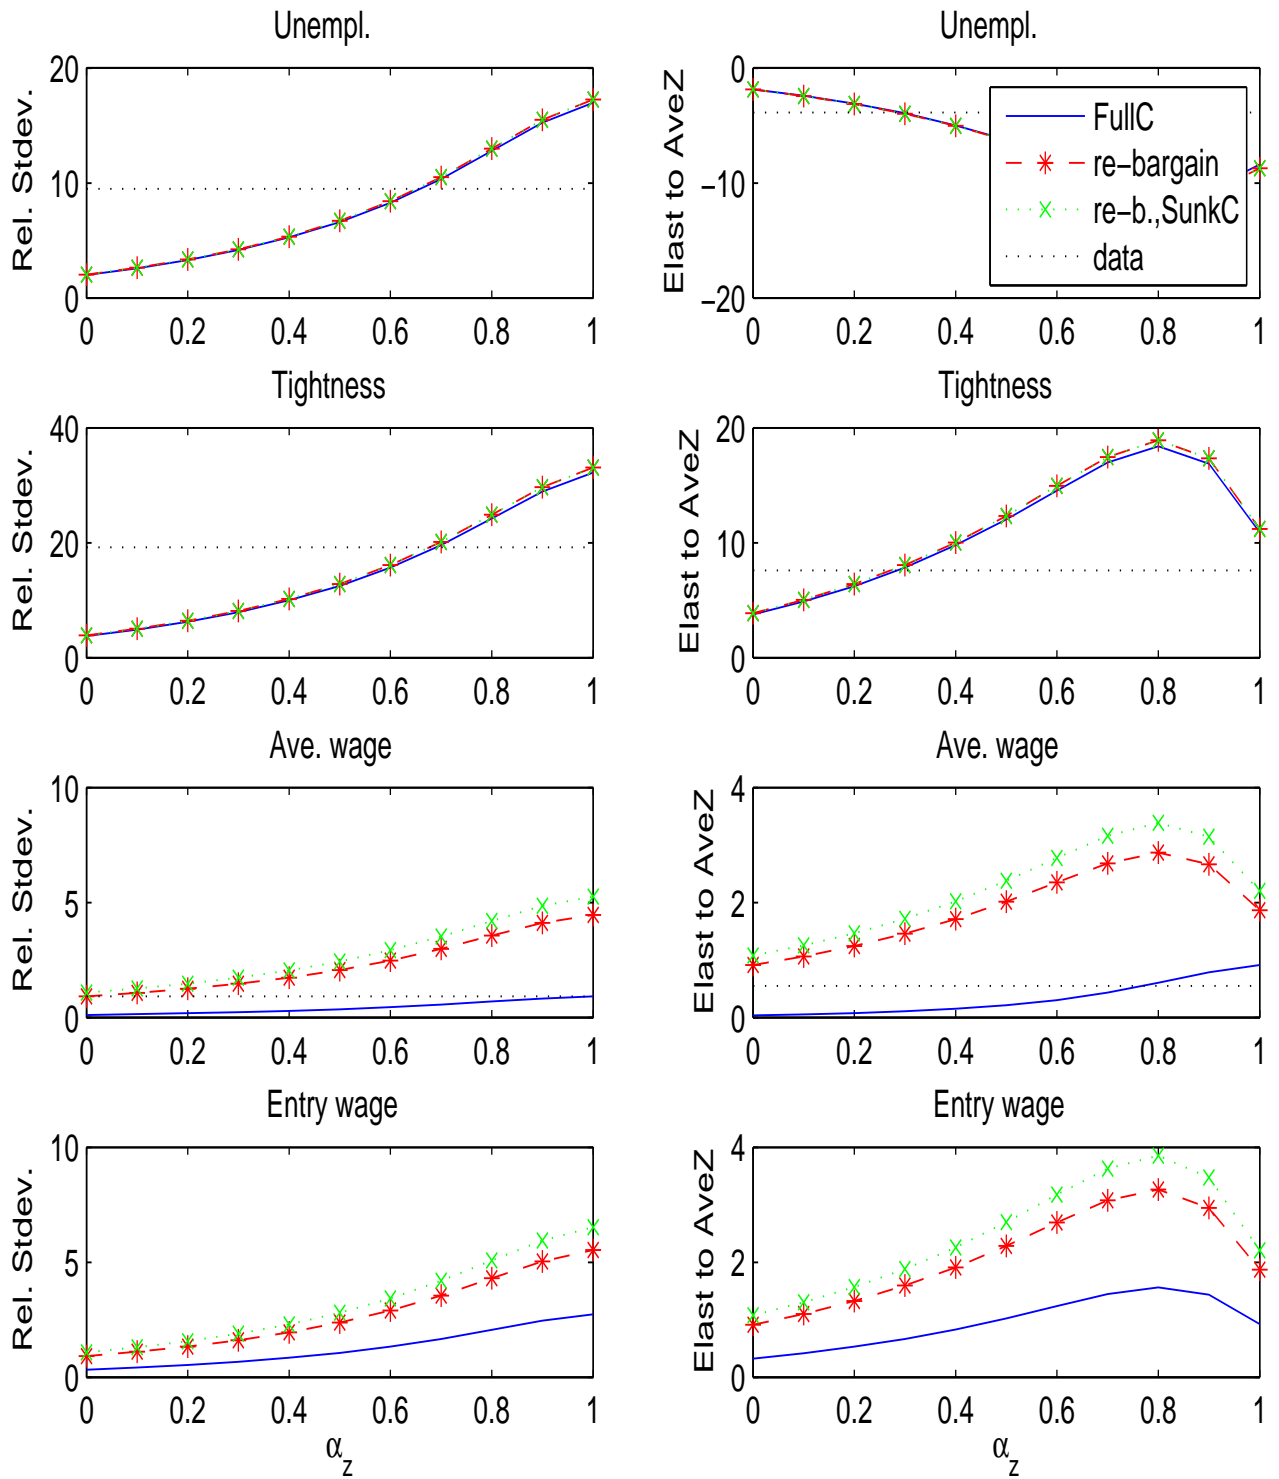 Unempl.
Rel. Stdev.
20
10
0
0 0.2 0.4 0.6 0.8 1
Unempl.
Elast to AveZ
0
−10
−20
0 0.2 0.4 0.6 0.8 1
FullC
re−bargain
re−b.,SunkC
data
Tightness
Rel. Stdev.
40
20
0
0 0.2 0.4 0.6 0.8 1
Tightness
Elast to AveZ
20
10
0
0 0.2 0.4 0.6 0.8 1
Ave. wage
Rel. Stdev.
10
5
0
0 0.2 0.4 0.6 0.8 1
Ave. wage
Elast to AveZ
4
2
0
0 0.2 0.4 0.6 0.8 1
Entry wage
Rel. Stdev.
10
5
0
0 0.2 0.4 0.6 0.8 1
α_z
Entry wage
Elast to AveZ
4
2
0
0 0.2 0.4 0.6 0.8 1
α_z